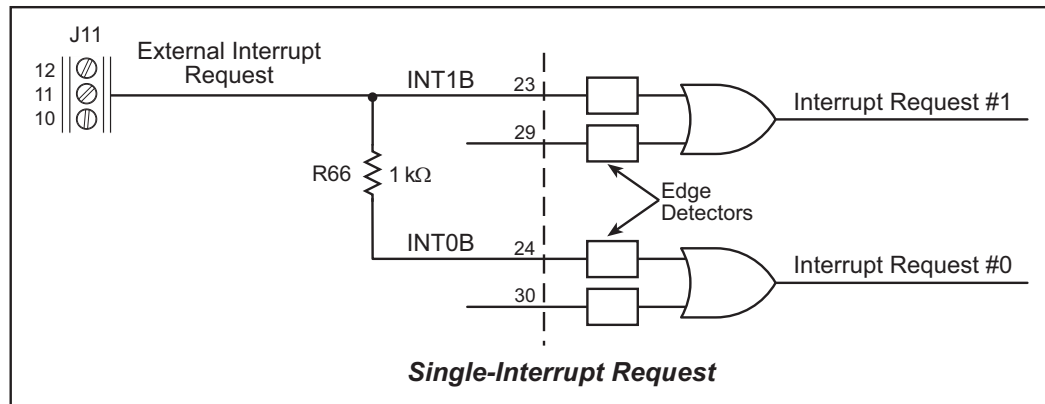 J11
12
11
10
External Interrupt
Request
INT1B
23
29
R66
1 kΩ
INT0B
24
30
Edge
Detectors
Interrupt Request #1
Interrupt Request #0
Single-Interrupt Request